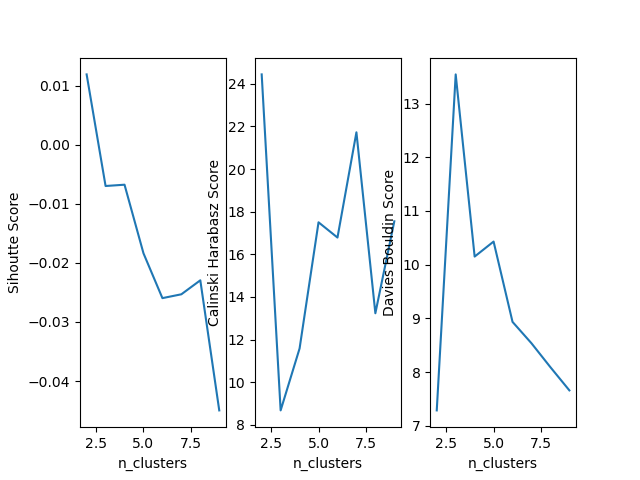 Sihoutte Score
0.01
0.00
−0.01
−0.02
−0.03
−0.04
2.5 5.0 7.5
n_clusters
Calinski Harabasz Score
24
22
20
18
16
14
12
10
8
2.5 5.0 7.5
n_clusters
Davies Bouldin Score
13
12
11
10
9
8
7
2.5 5.0 7.5
n_clusters